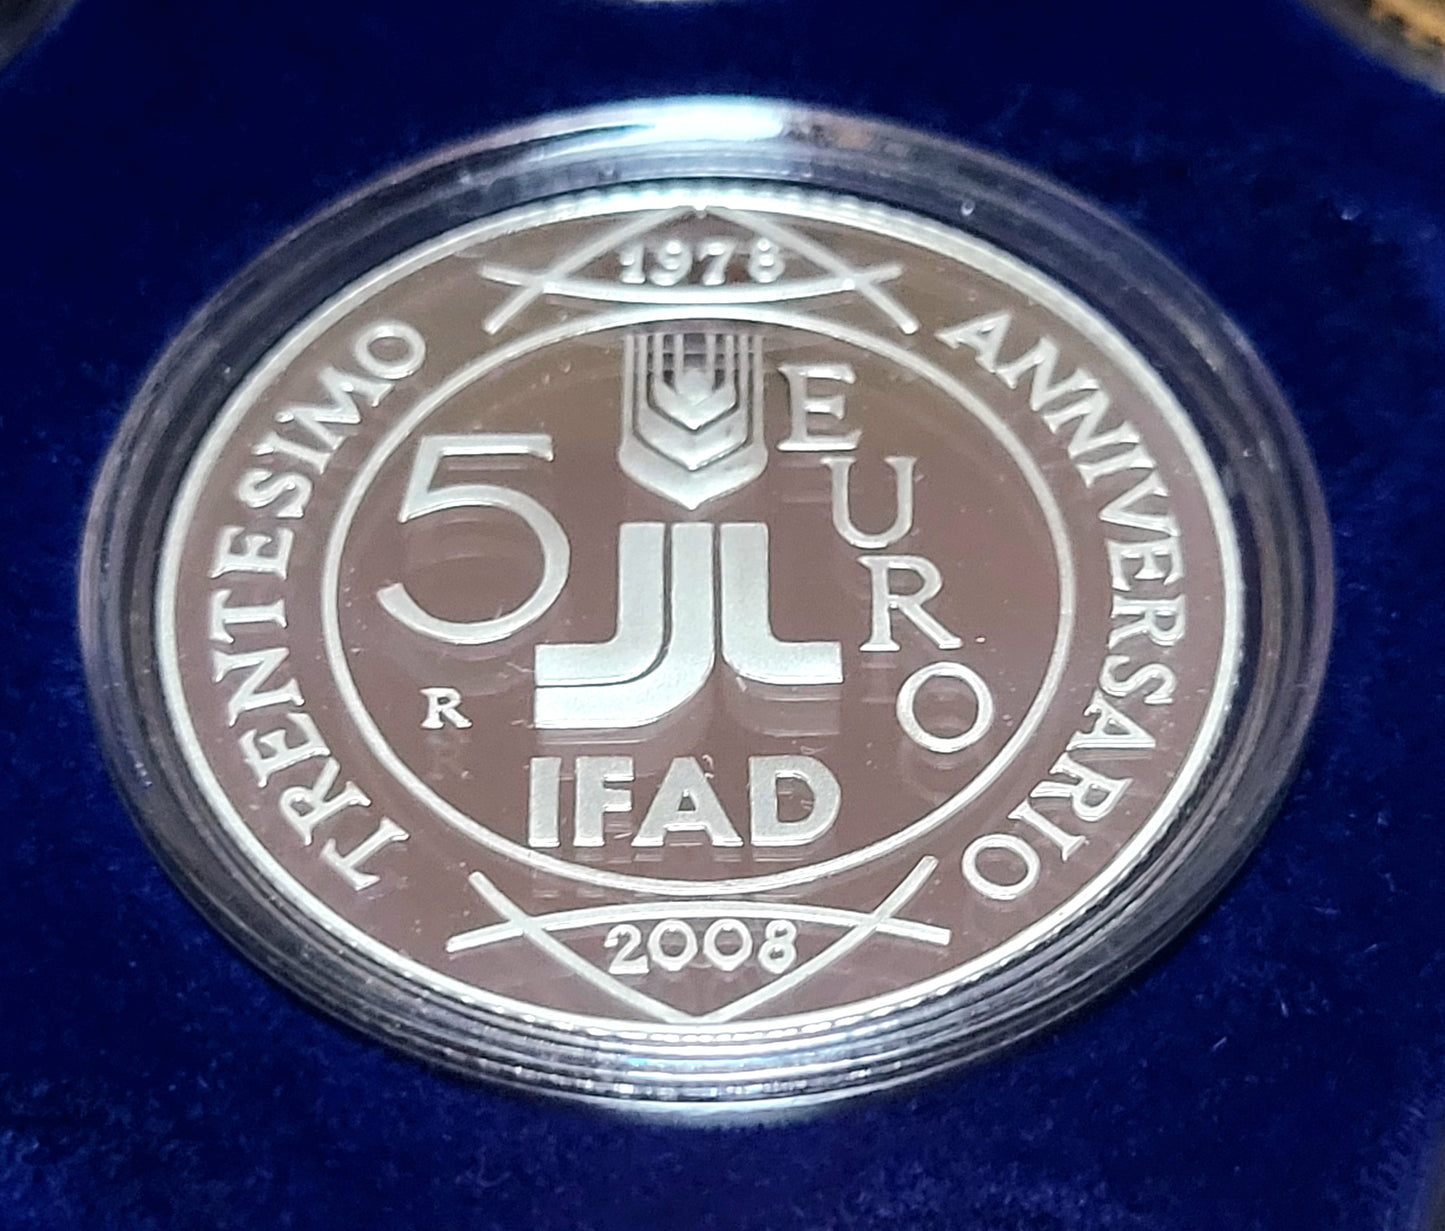 1978
TRENTESIMO ANNIVERSARIO
5 EURO
R
IFAD
2008